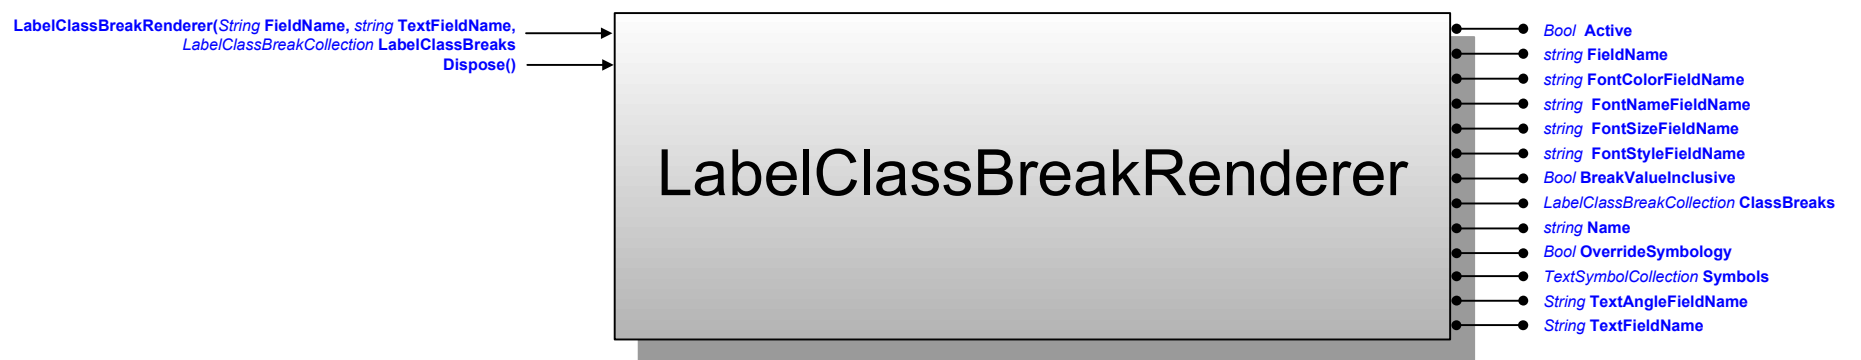 LabelClassBreakRenderer(String FieldName, string TextFieldName,
LabelClassBreakCollection LabelClassBreaks
Dispose()
LabelClassBreakRenderer
Bool Active
string FieldName
string FontColorFieldName
string FontNameFieldName
string FontSizeFieldName
string FontStyleFieldName
Bool BreakValueInclusive
LabelClassBreakCollection ClassBreaks
string Name
Bool OverrideSymbology
TextSymbolCollection Symbols
String TextAngleFieldName
String TextFieldName